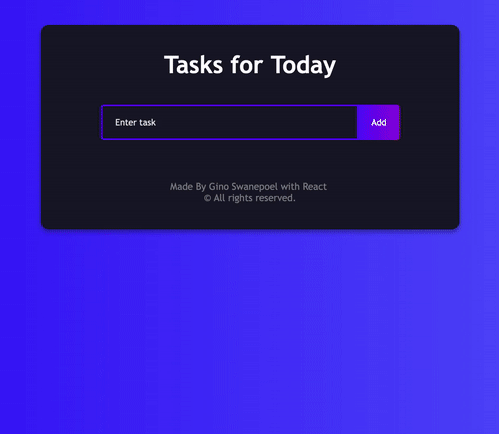 Tasks for Today
Enter task
Add
Made By Gino Swanepoel with React
© All rights reserved.